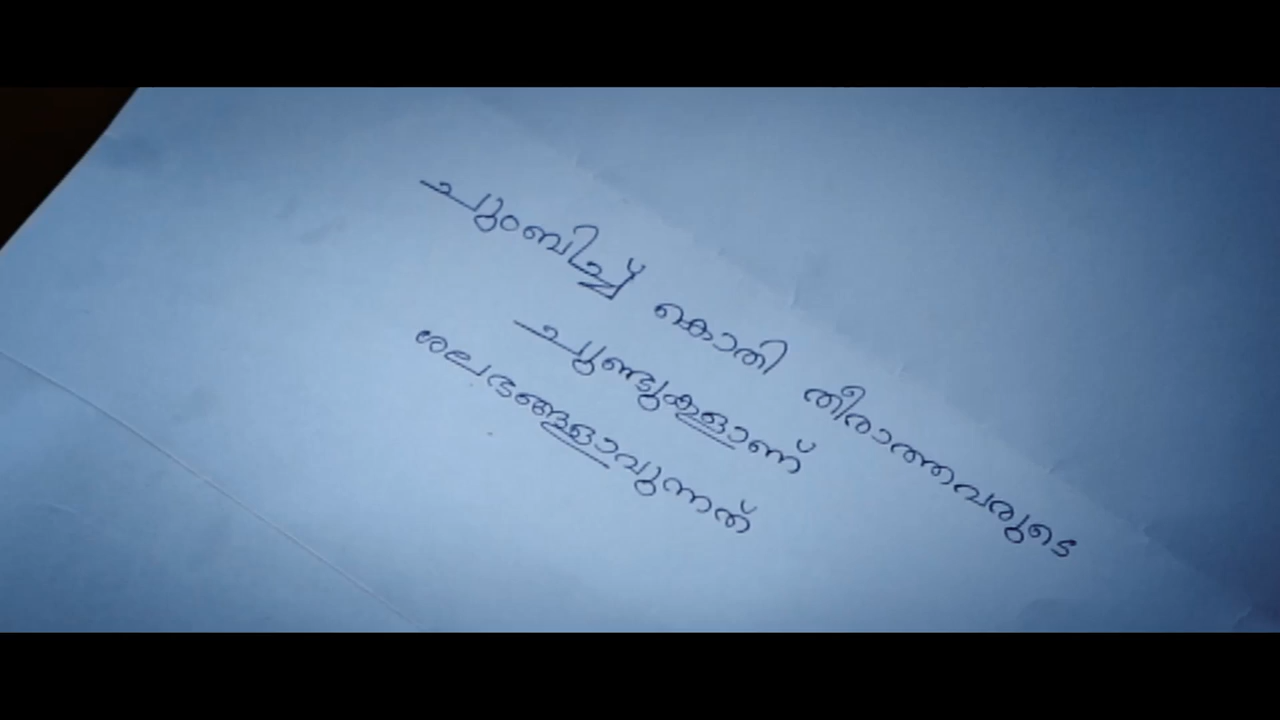 ചുംബിച്ച് കൊതി തീരാത്തവരുടെ
ചുണ്ടുകളാണ്
ശലഭങ്ങളാവുന്നത്